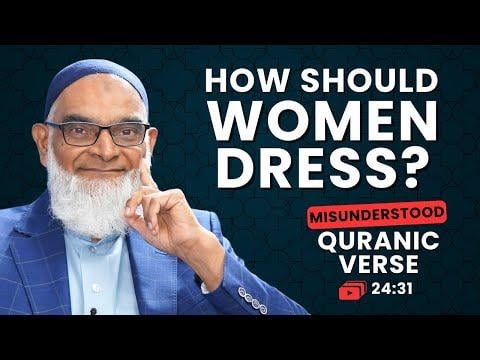 HOW SHOULD
WOMEN
DRESS?
MISUNDERSTOOD
QURANIC
VERSE
24:31